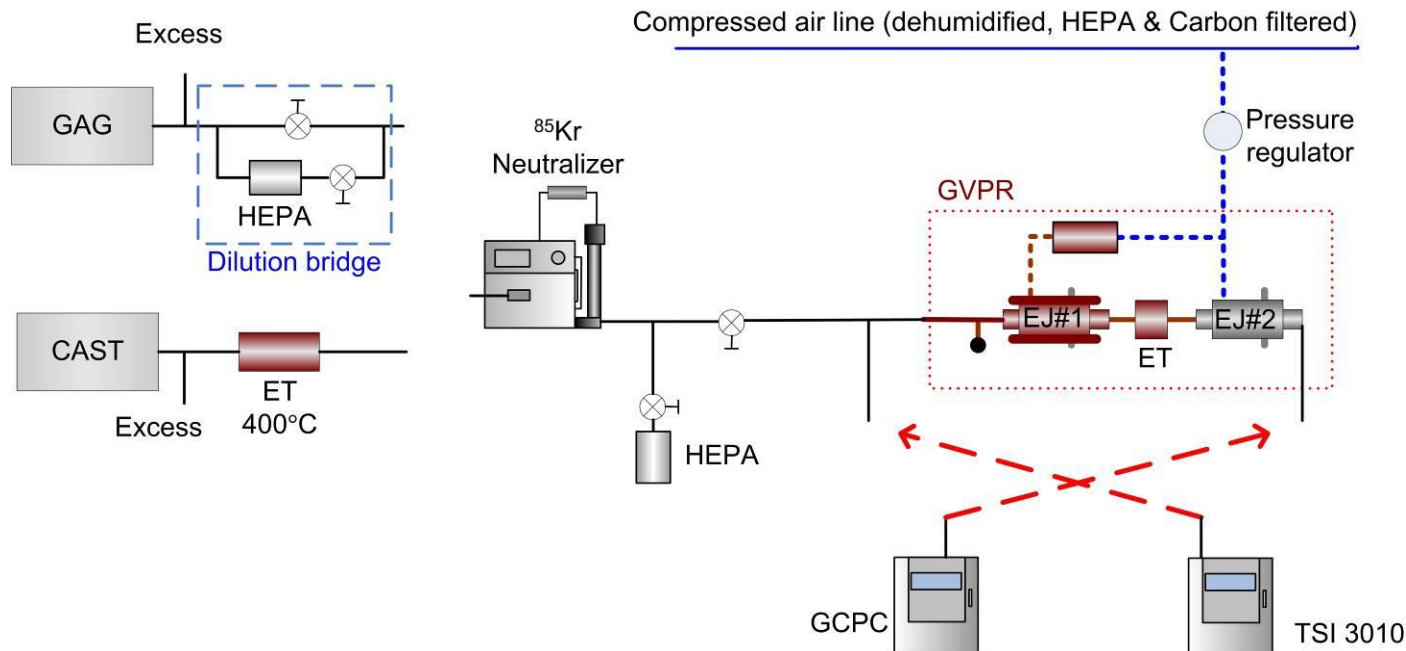 Compressed air line (dehumidified, HEPA & Carbon filtered)
Excess
GAG
HEPA
Dilution bridge
CAST
Excess
ET
400°C
⁸⁵Kr
Neutralizer
HEPA
Pressure
regulator
GVPR
EJ#1
ET
EJ#2
GCPC
TSI 3010